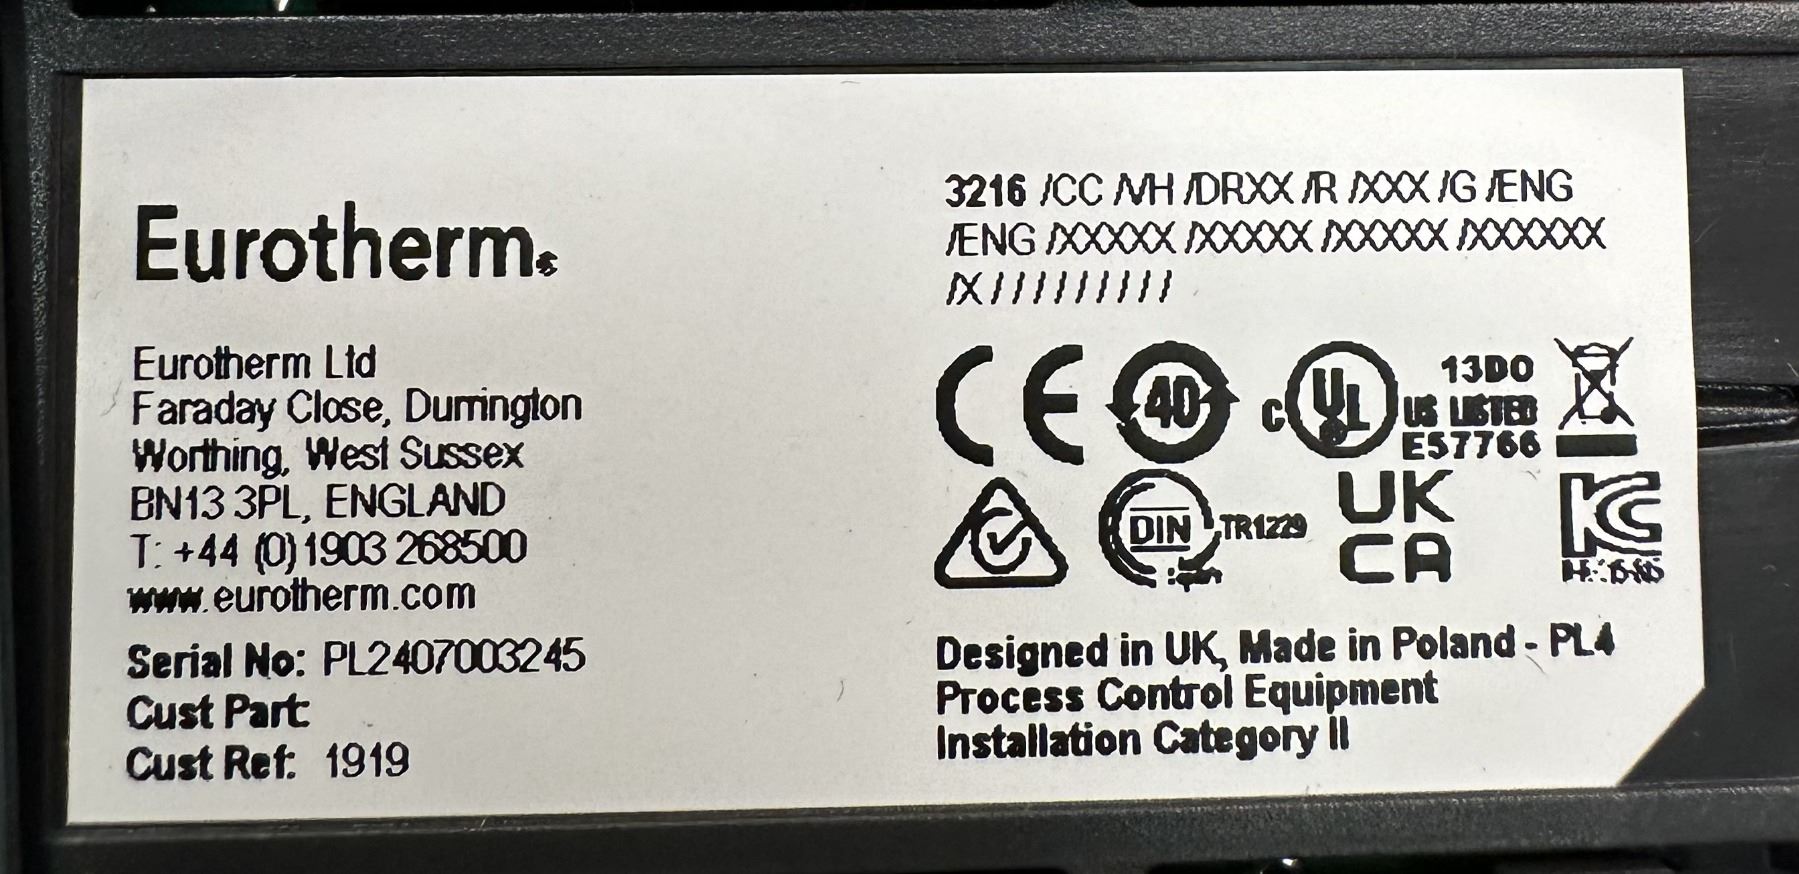 Eurotherm
Eurotherm Ltd
Faraday Close, Durrington
Worthing, West Sussex
BN13 3PL, ENGLAND
T: +44 (0)1903 268500
www.eurotherm.com
Serial No: PL2407003245
Cust Part:
Cust Ref: 1919
3216 /CC /VH /DRXX /R /XXX /G /ENG
/ENG /XXXXX /XXXXX /XXXXX /XXXXXX
/X / / / / / / / / / /
CE
40
C UL US LISTED
13DO
E57766
DIN TR1229
UK
CA
KC
Designed in UK, Made in Poland - PL4
Process Control Equipment
Installation Category II